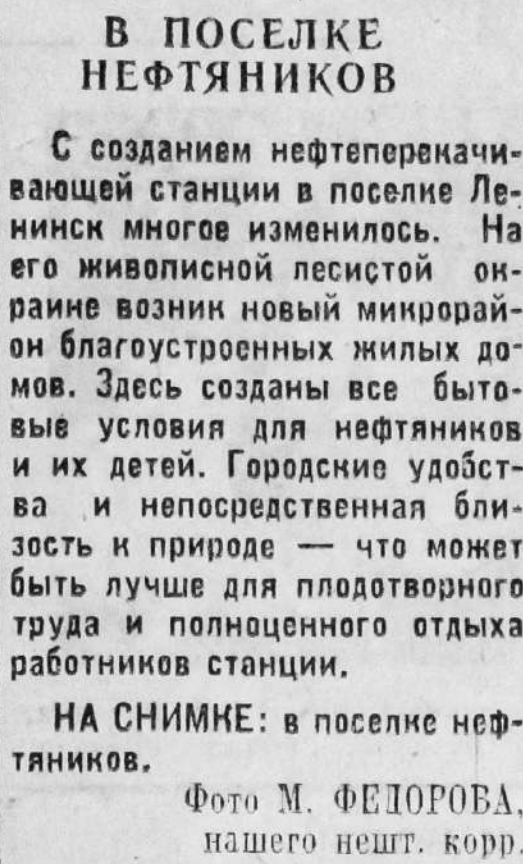 В ПОСЕЛКЕ
НЕФТЯНИКОВ
С созданием нефтеперекачи-
вающей станции в поселке Ле-
нинск многое изменилось. На
его живописной лесистой ок-
раине возник новый микрорай-
он благоустроенных жилых до-
мов. Здесь созданы все быто-
вые условия для нефтяников
и их детей. Городские удобст-
ва и непосредственная бли-
зость к природе — что может
быть лучше для плодотворного
труда и полноценного отдыха
работников станции.
НА СНИМКЕ: в поселке неф-
тяников.
Фото М. ФЕДОРОВА,
нашего нешт. корр.